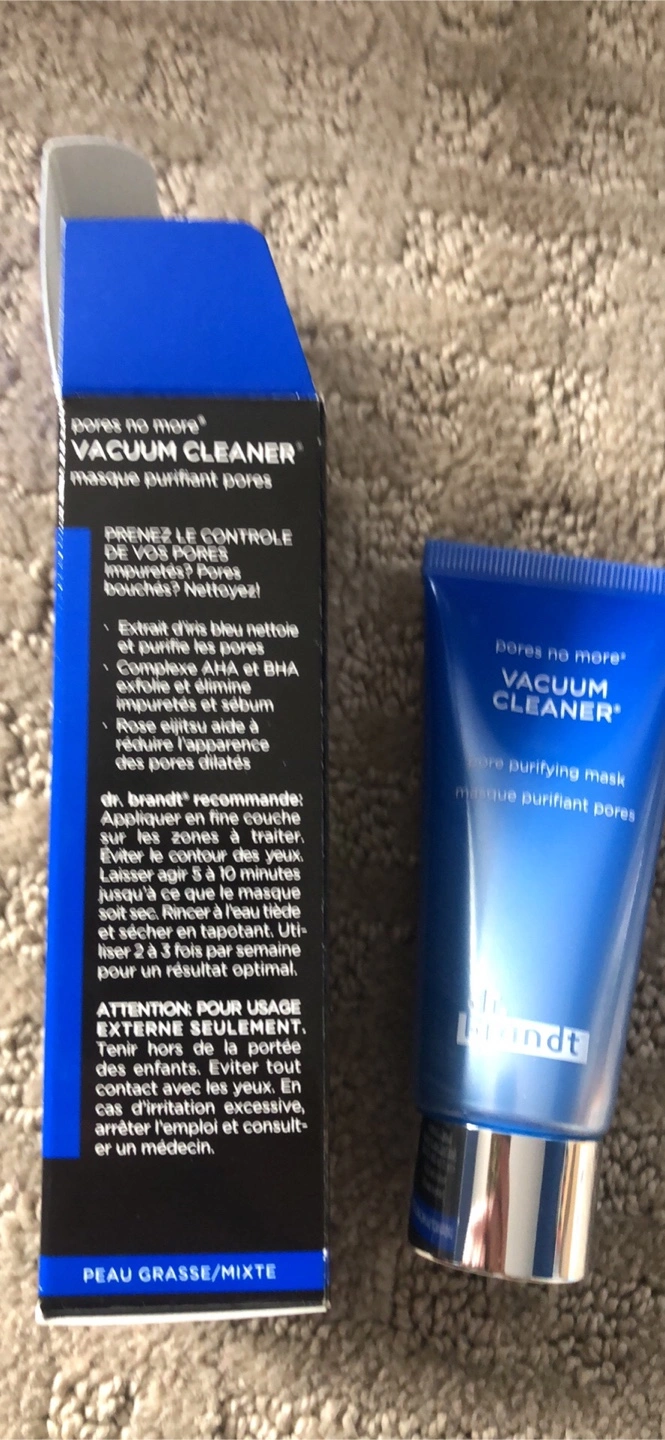 pores no more®
VACUUM CLEANER®
masque purifiant pores
PRENEZ LE CONTROLE
DE VOS PORES
Impuretés? Pores
bouchés? Nettoyez!
· Extrait d'iris bleu nettoie
et purifie les pores
· Complexe AHA et BHA
exfolie et élimine
impuretés et sébum
· Rose eijitsu aide à
réduire l'apparence
des pores dilatés
dr. brandt® recommande:
Appliquer en fine couche
sur les zones à traiter.
Éviter le contour des yeux.
Laisser agir 5 à 10 minutes
jusqu'à ce que le masque
soit sec. Rincer à l'eau tiède
et sécher en tapotant. Uti-
liser 2 à 3 fois par semaine
pour un résultat optimal.
ATTENTION: POUR USAGE
EXTERNE SEULEMENT.
Tenir hors de la portée
des enfants. Eviter tout
contact avec les yeux. En
cas d'irritation excessive,
arrêter l'emploi et consult-
er un médecin.
PEAU GRASSE/MIXTE
pores no more®
VACUUM
CLEANER®
pore purifying mask
masque purifiant pores
dr.
brandt